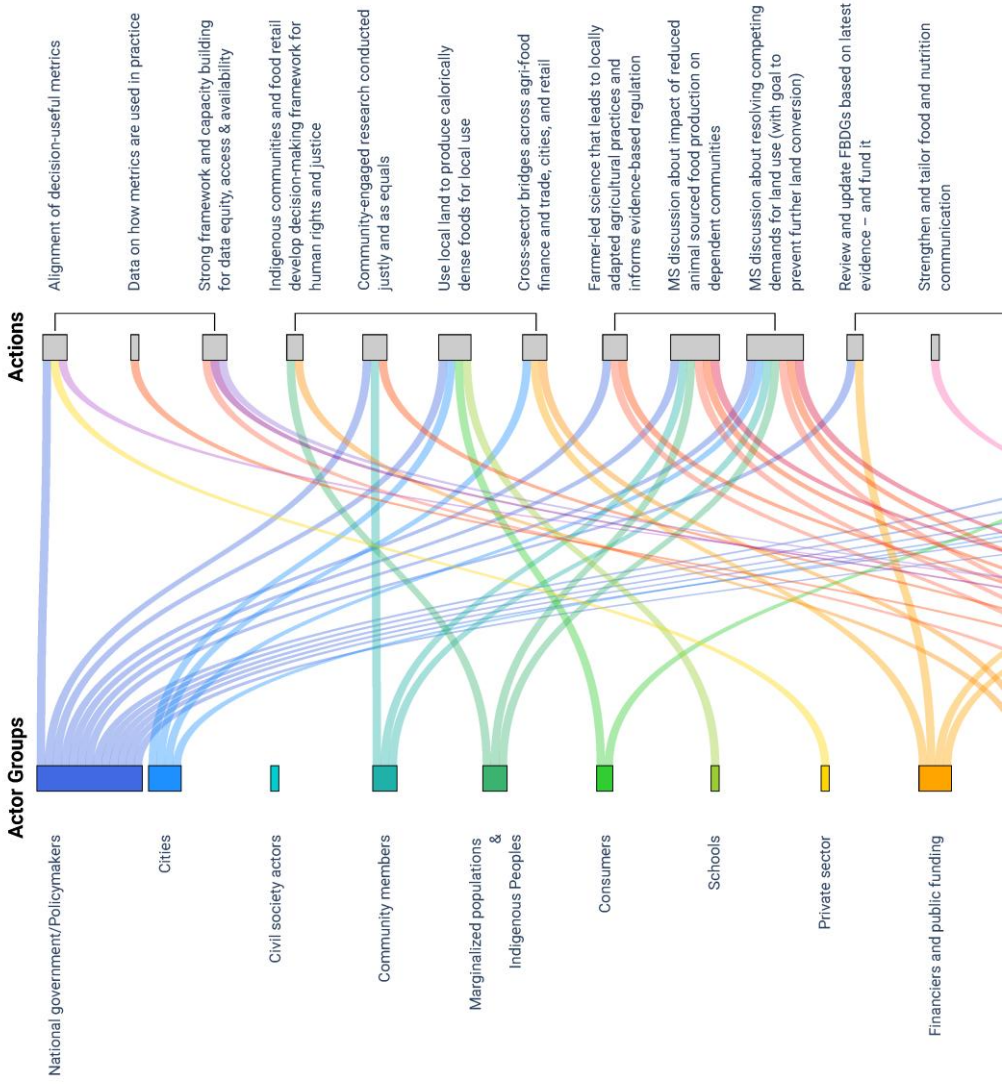 Actor Groups
Actions
National government/Policymakers
Cities
Civil society actors
Community members
Marginalized populations
&
Indigenous Peoples
Consumers
Schools
Private sector
Financiers and public funding
Alignment of decision-useful metrics
Data on how metrics are used in practice
Strong framework and capacity building
for data equity, access & availability
Indigenous communities and food retail
develop decision-making framework for
human rights and justice
Community-engaged research conducted
justly and as equals
Use local land to produce calorically
dense foods for local use
Cross-sector bridges across agri-food
finance and trade, cities, and retail
Farmer-led science that leads to locally
adapted agricultural practices and
informs evidence-based regulation
MS discussion about impact of reduced
animal sourced food production on
dependent communities
MS discussion about resolving competing
demands for land use (with goal to
prevent further land conversion)
Review and update FBDGs based on latest
evidence – and fund it
Strengthen and tailor food and nutrition
communication